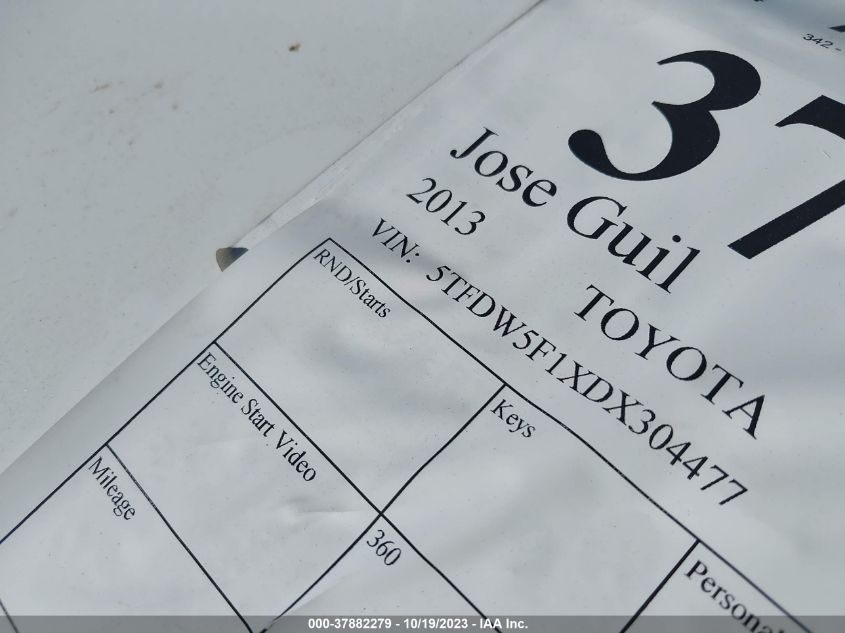 342-
37
Jose Guil
2013 TOYOTA
VIN: 5TFDW5F1XDX304477
RND/Starts
Keys
Engine Start Video
360
Mileage
000-37882279 - 10/19/2023 - IAA Inc.